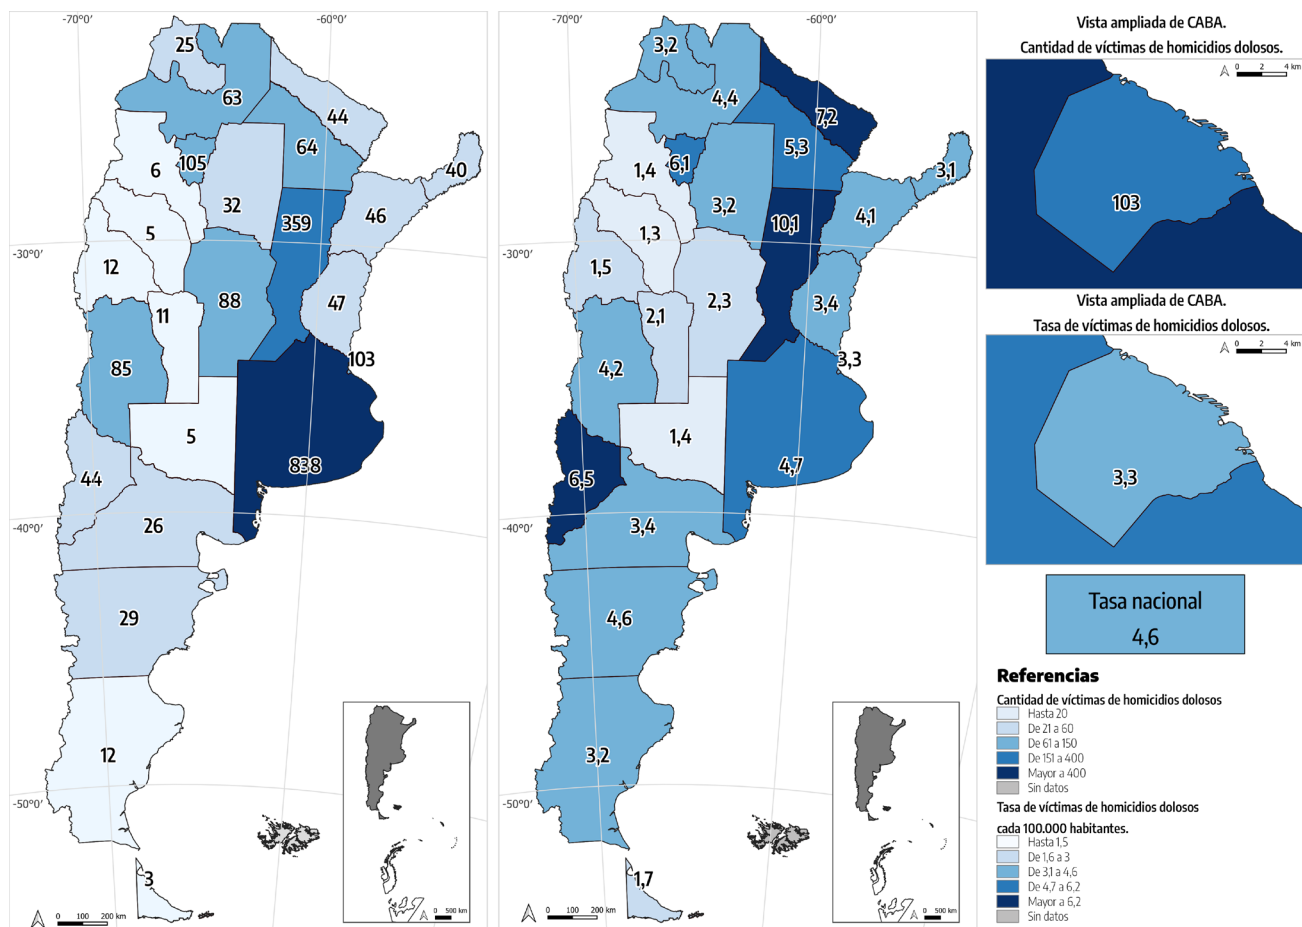 -70°0'
-60°0'
25
63
44
64
105
6
40
32
46
359
5
-30°0'
12
88
47
11
103
85
5
838
44
-40°0'
26
29
12
-50°0'
3
0 100 200 km
0 500 km
-70°0'
-60°0'
3,2
4,4
7,2
5,3
6,1
1,4
3,1
3,2
4,1
10,1
1,3
-30°0'
1,5
2,3
3,4
2,1
3,3
4,2
1,4
4,7
6,5
-40°0'
3,4
4,6
3,2
-50°0'
1,7
0 100 200 km
0 500 km
Vista ampliada de CABA.
Cantidad de víctimas de homicidios dolosos.
0 2 4 km
103
Vista ampliada de CABA.
Tasa de víctimas de homicidios dolosos.
0 2 4 km
3,3
Tasa nacional
4,6
Referencias
Cantidad de víctimas de homicidios dolosos
Hasta 20
De 21 a 60
De 61 a 150
De 151 a 400
Mayor a 400
Sin datos
Tasa de víctimas de homicidios dolosos
cada 100.000 habitantes.
Hasta 1,5
De 1,6 a 3
De 3,1 a 4,6
De 4,7 a 6,2
Mayor a 6,2
Sin datos